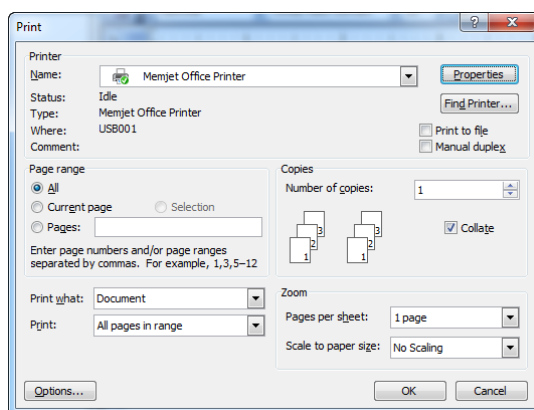 Print
Printer
Name: Memjet Office Printer Properties
Status: Idle Find Printer...
Type: Memjet Office Printer
Where: USB001 Print to file
Comment: Manual duplex
Page range
All
Current page Selection
Pages:
Enter page numbers and/or page ranges
separated by commas. For example, 1,3,5–12
Copies
Number of copies: 1
3 3
2 2
1 1
Collate
Print what: Document
Print: All pages in range
Zoom
Pages per sheet: 1 page
Scale to paper size: No Scaling
Options... OK Cancel